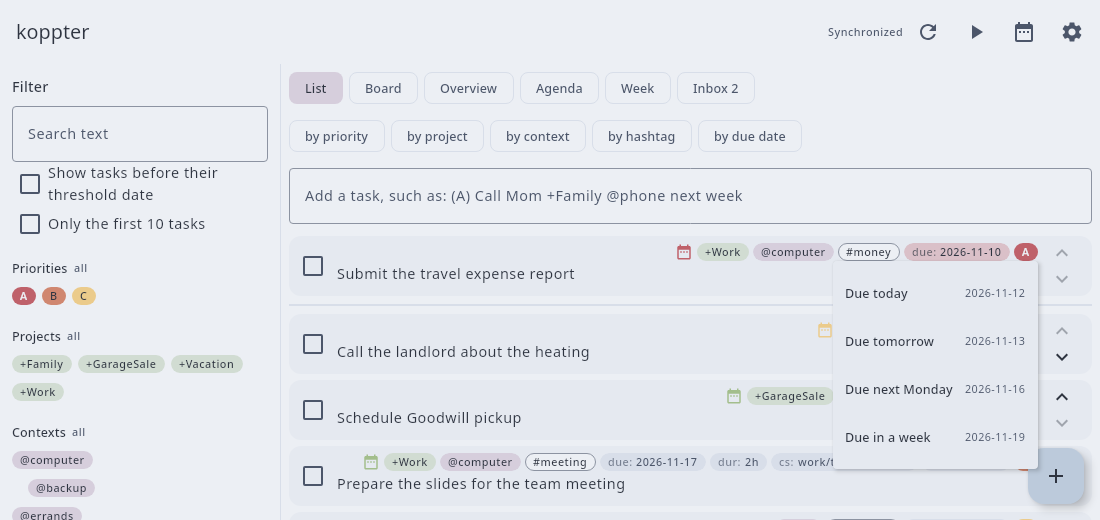 koppter
Synchronized
Filter
Search text
Show tasks before their
threshold date
Only the first 10 tasks
Priorities all
A B C
Projects all
+Family +GarageSale +Vacation
+Work
Contexts all
@computer
@backup
@errands
List Board Overview Agenda Week Inbox 2
by priority by project by context by hashtag by due date
Add a task, such as: (A) Call Mom +Family @phone next week
+Work @computer #money due: 2026-11-10 A
Submit the travel expense report
Call the landlord about the heating
+GarageSale
Schedule Goodwill pickup
+Work @computer #meeting due: 2026-11-17 dur: 2h cs:
Prepare the slides for the team meeting
Due today 2026-11-12
Due tomorrow 2026-11-13
Due next Monday 2026-11-16
Due in a week 2026-11-19